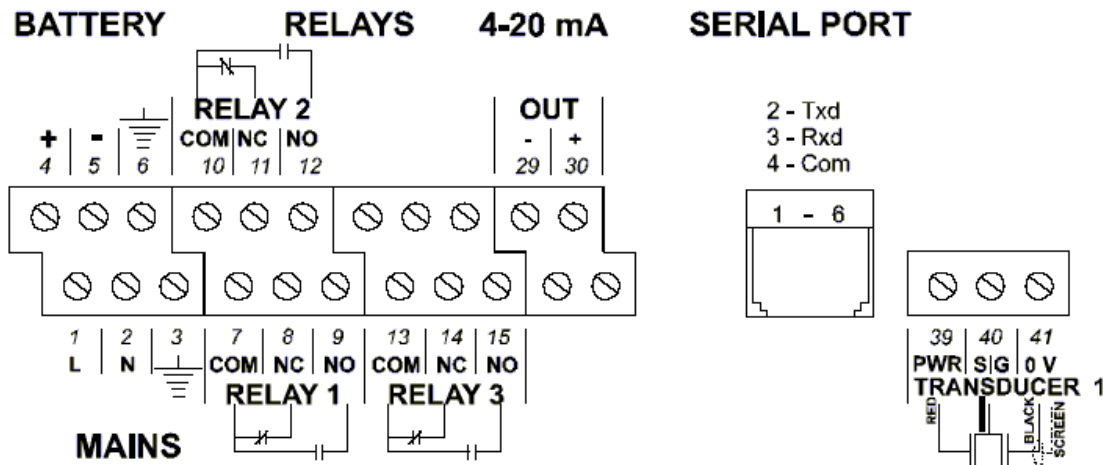 BATTERY RELAYS 4-20 mA SERIAL PORT
RELAY 2
OUT
+ - COM NC NO - +
4 5 6 10 11 12 29 30
2 - Txd
3 - Rxd
4 - Com
1 - 6
1 2 3 7 8 9 13 14 15
L N COM NC NO COM NC NO
RELAY 1 RELAY 3
MAINS
39 40 41
PWR SIG 0 V
TRANSDUCER 1
RED
BLACK
SCREEN